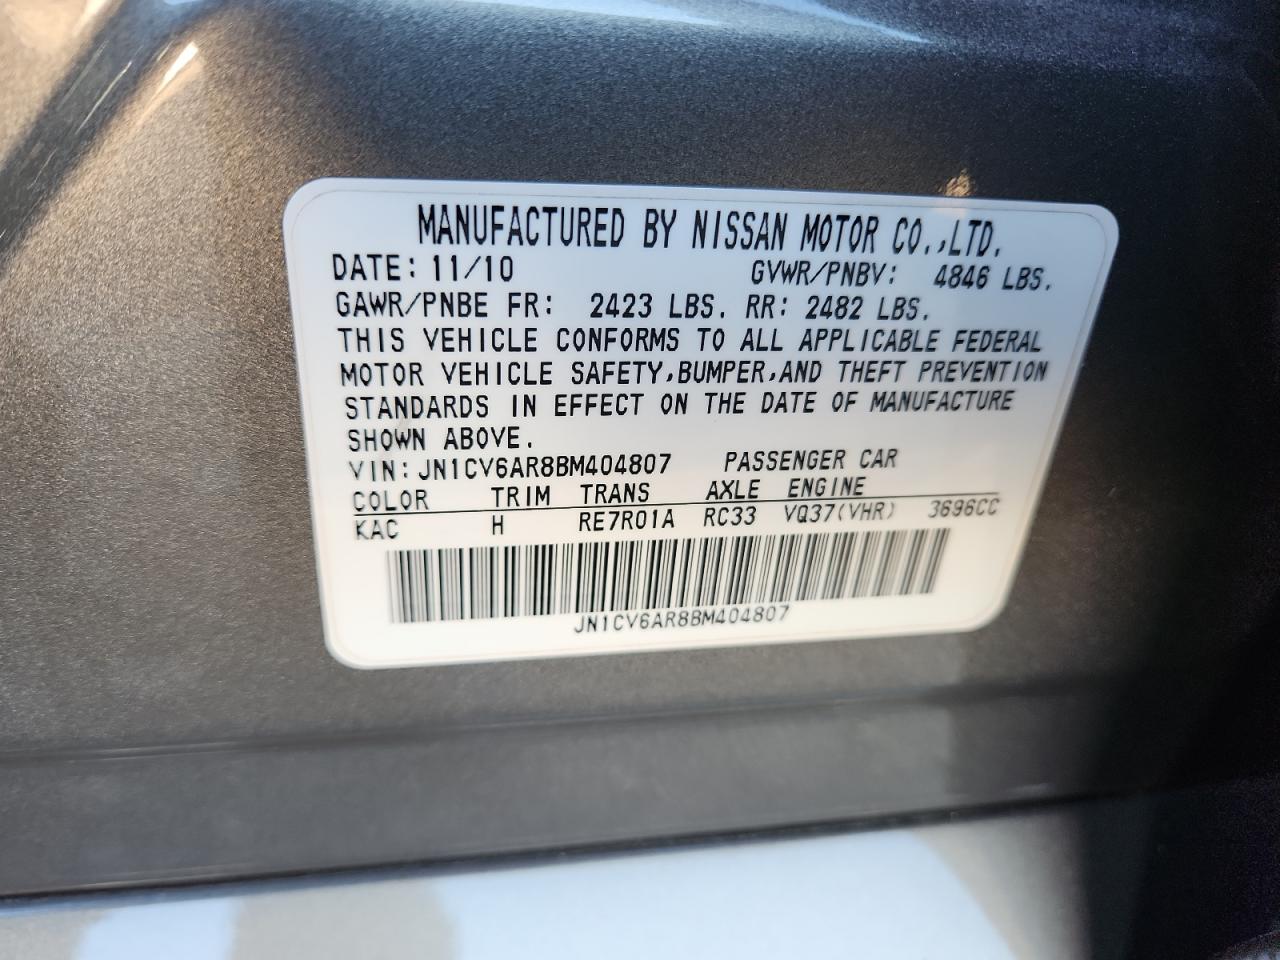 MANUFACTURED BY NISSAN MOTOR CO.,LTD.
DATE: 11/10 GVWR/PNBV: 4846 LBS.
GAWR/PNBE FR: 2423 LBS. RR: 2482 LBS.
THIS VEHICLE CONFORMS TO ALL APPLICABLE FEDERAL
MOTOR VEHICLE SAFETY,BUMPER,AND THEFT PREVENTION
STANDARDS IN EFFECT ON THE DATE OF MANUFACTURE
SHOWN ABOVE.
VIN: JN1CV6AR8BM404807 PASSENGER CAR
COLOR TRIM TRANS AXLE ENGINE
KAC H RE7R01A RC33 VQ37(VHR) 3696CC
JN1CV6AR8BM404807